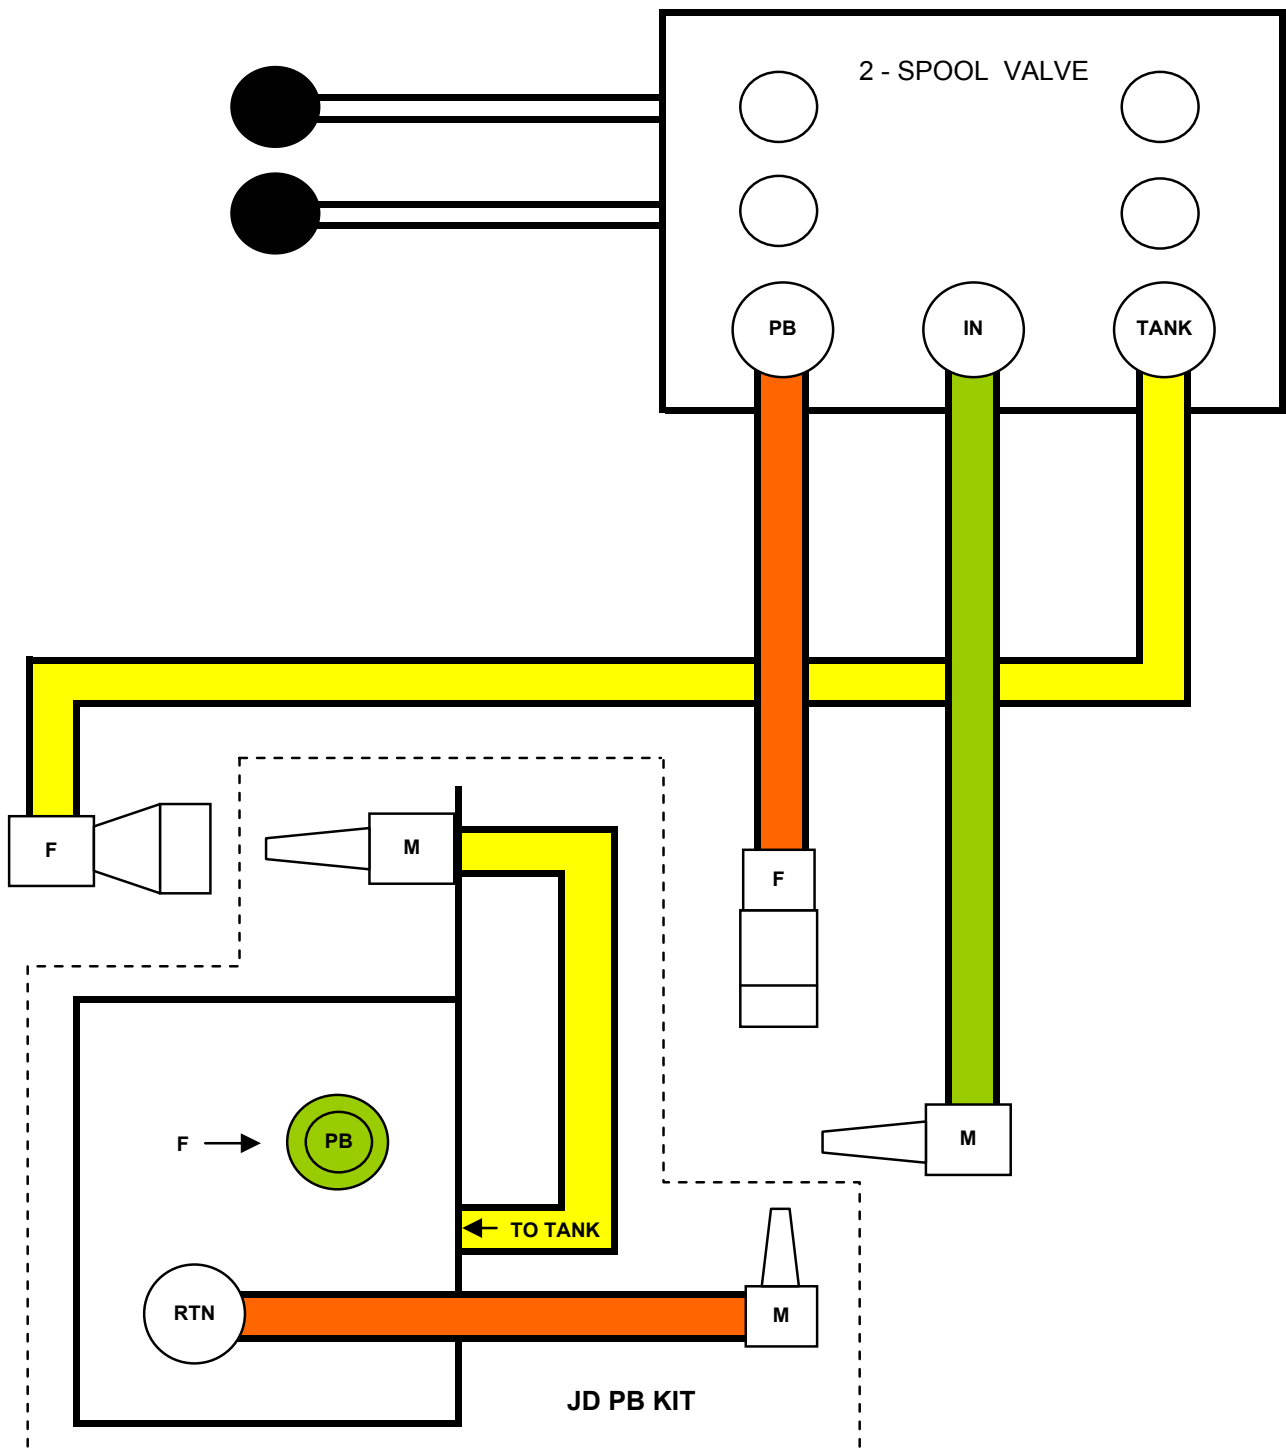 2 - SPOOL VALVE
PB
IN
TANK
F
M
F
F
PB
M
TO TANK
RTN
M
JD PB KIT